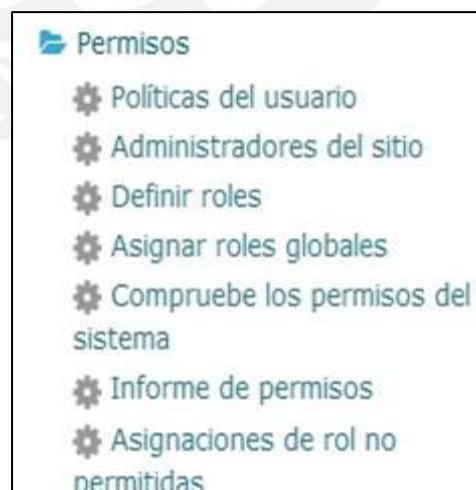 Permisos
Políticas del usuario
Administradores del sitio
Definir roles
Asignar roles globales
Compruebe los permisos del
sistema
Informe de permisos
Asignaciones de rol no
permitidas